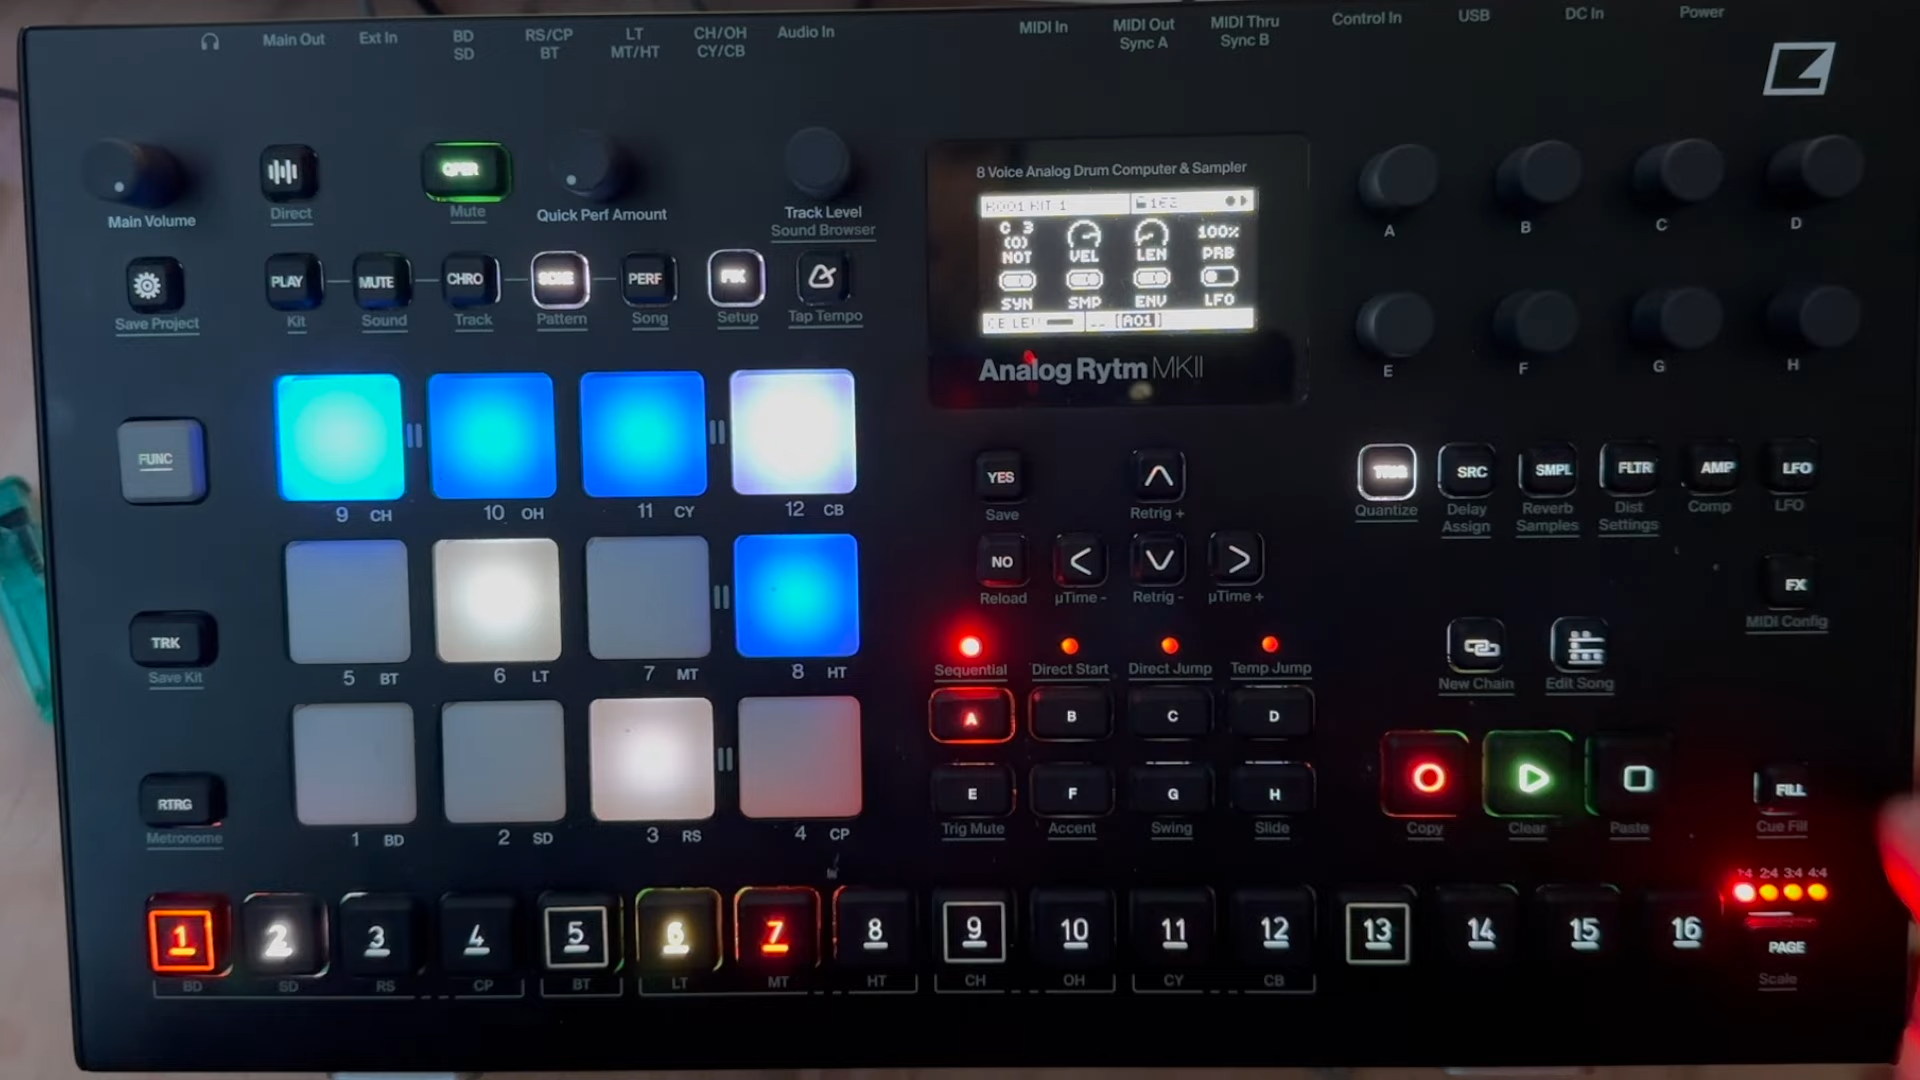 Main Out Ext In BD RS/CP LT CH/OH Audio In MIDI In MIDI Out MIDI Thru Control In USB DC In Power
SD BT MT/HT CY/CB Sync A Sync B
8 Voice Analog Drum Computer & Sampler
C 3 100%
(0)
NOT VEL LEN PRB
SYN SMP ENV LFO
[A01]
Analog Rytm MKII
Main Volume Direct Mute Quick Perf Amount Track Level
Sound Browser
PLAY MUTE CHRO PERF
Save Project Kit Sound Track Pattern Song Setup Tap Tempo
A B C D
E F G H
FUNC
9 CH 10 OH 11 CY 12 CB
TRK
Save Kit
5 BT 6 LT 7 MT 8 HT
RTRG
Metronome
1 BD 2 SD 3 RS 4 CP
YES
Save Retrig +
NO
Reload µTime - Retrig - µTime +
TRIG SRC SMPL FLTR AMP LFO
Quantize Delay Reverb Dist Comp LFO
Assign Samples Settings
FX
MIDI Config
Sequential Direct Start Direct Jump Temp Jump
A B C D
New Chain Edit Song
E F G H
Trig Mute Accent Swing Slide
Copy Clear Paste
FILL
Cue Fill
1:4 2:4 3:4 4:4
1 2 3 4 5 6 7 8 9 10 11 12 13 14 15 16
BD SD RS CP BT LT MT HT CH OH CY CB
PAGE
Scale